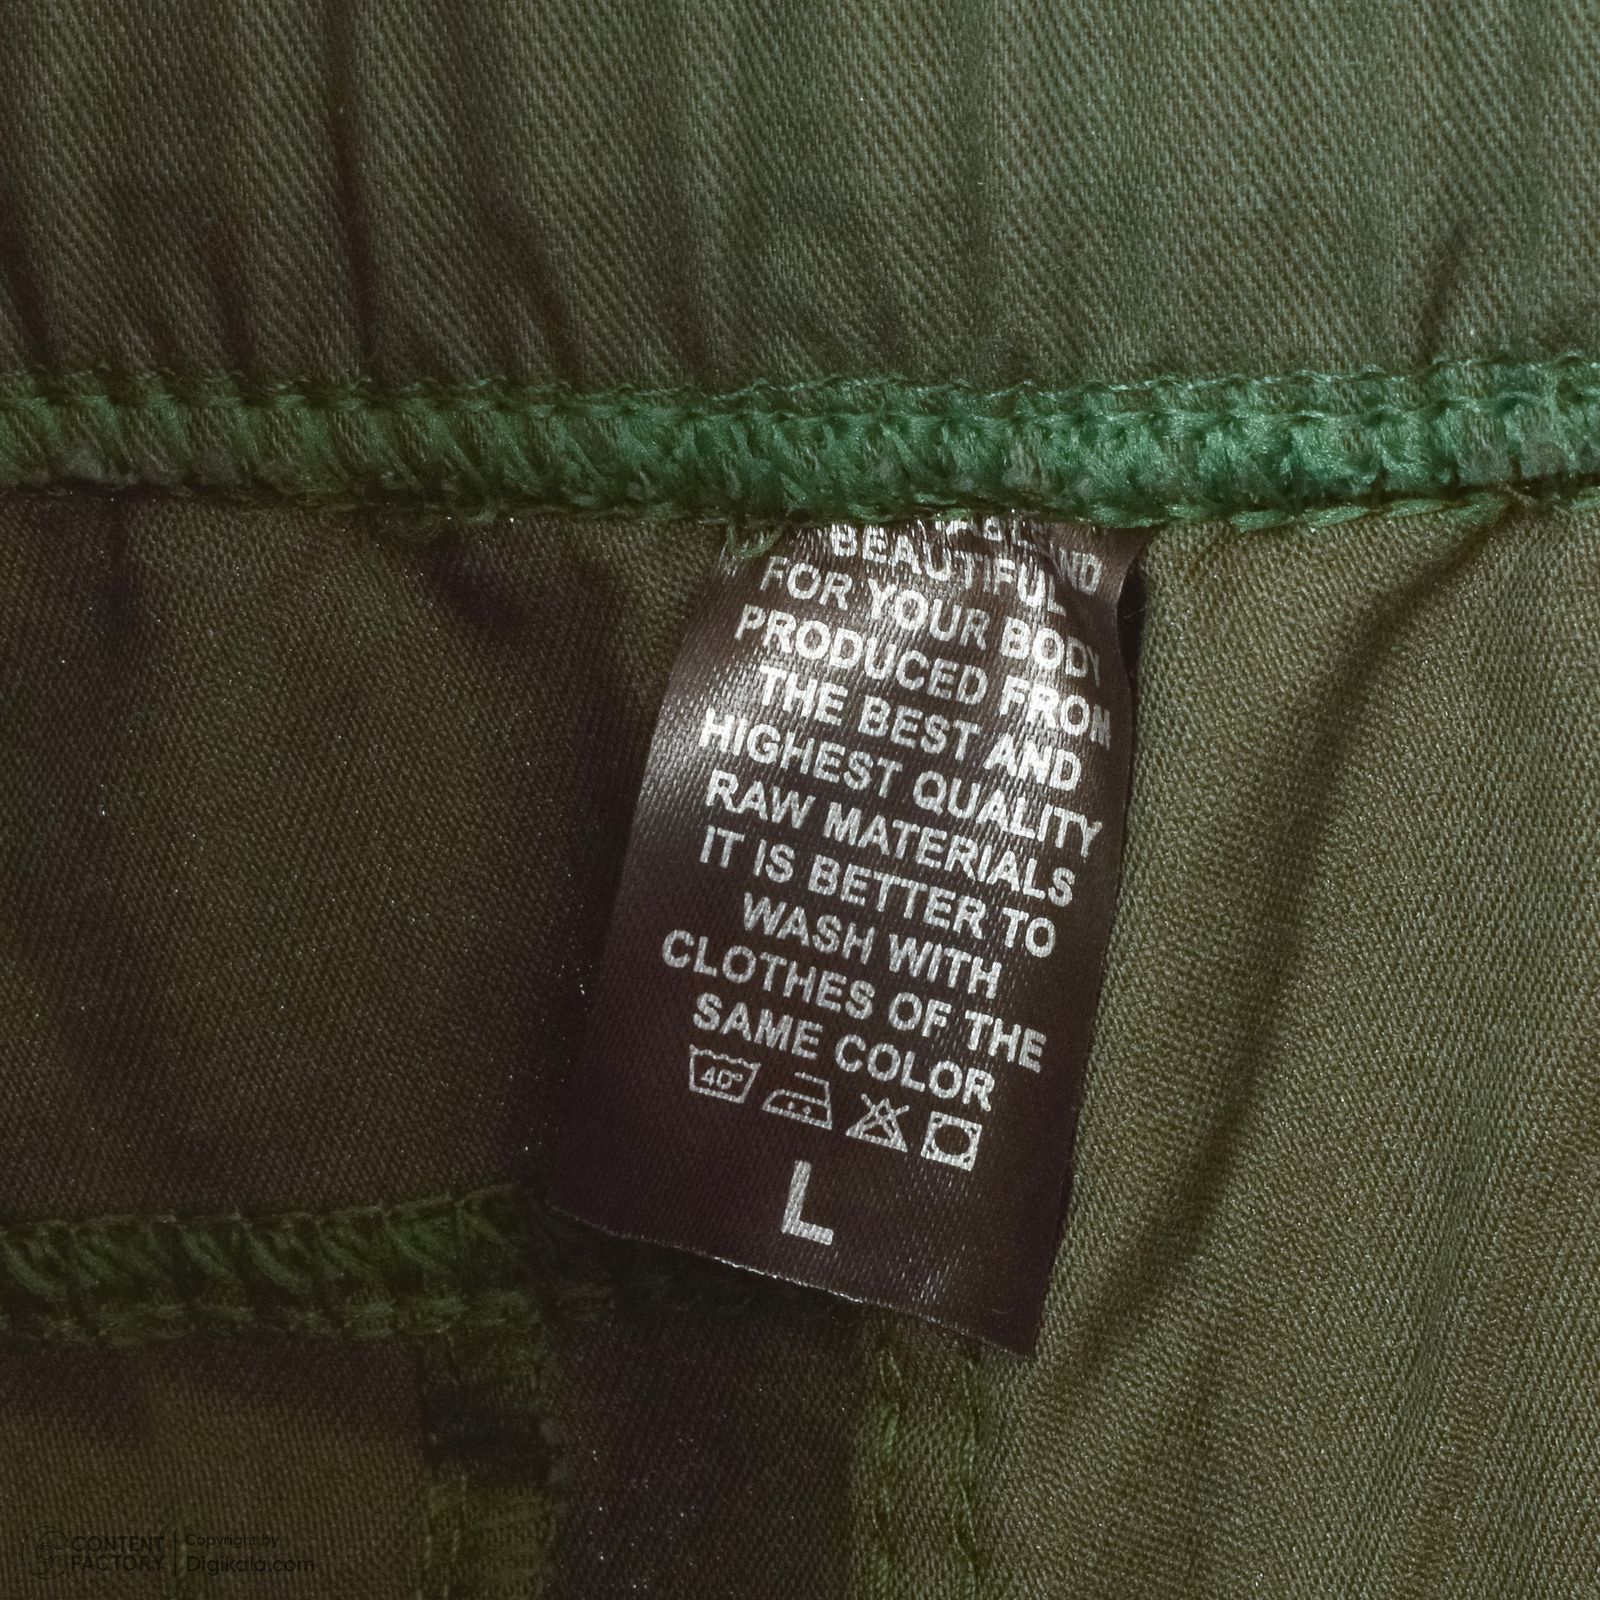 BEAUTIFUL
FOR YOUR BODY
PRODUCED FROM
THE BEST AND
HIGHEST QUALITY
RAW MATERIALS
IT IS BETTER TO
WASH WITH
CLOTHES OF THE
SAME COLOR
40°
L
CONTENT FACTORY
Copyright by
Digikala.com